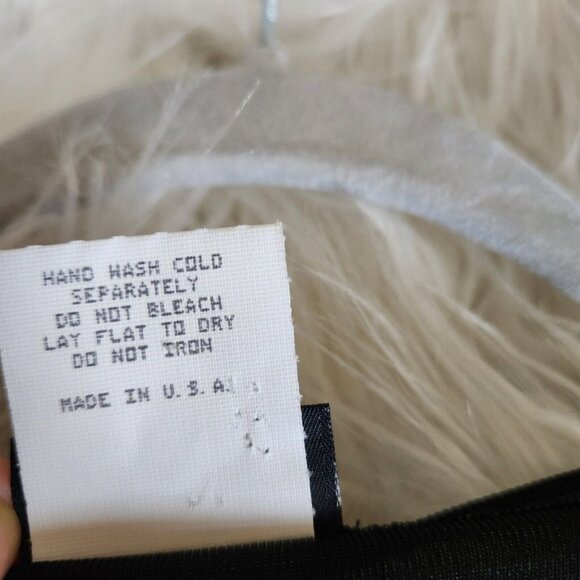 HAND WASH COLD
SEPARATELY
DO NOT BLEACH
LAY FLAT TO DRY
DO NOT IRON
MADE IN U.S.A.